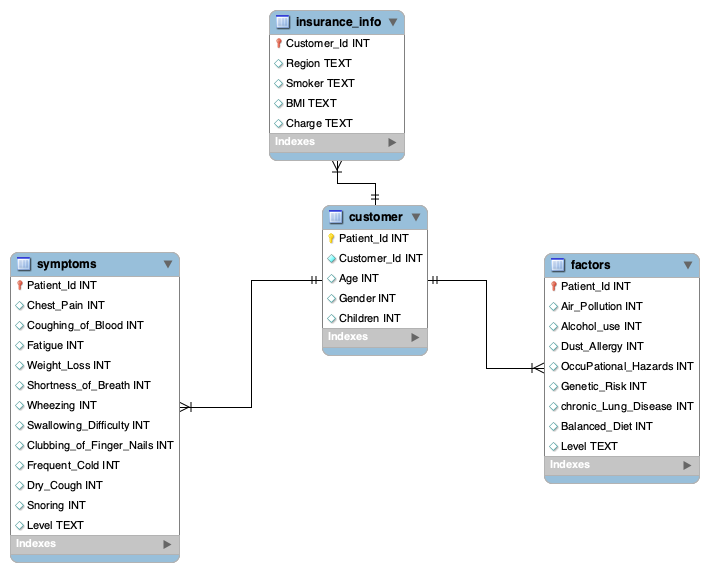 insurance_info
Customer_Id INT
Region TEXT
Smoker TEXT
BMI TEXT
Charge TEXT
Indexes
customer
Patient_Id INT
Customer_Id INT
Age INT
Gender INT
Children INT
Indexes
symptoms
Patient_Id INT
Chest_Pain INT
Coughing_of_Blood INT
Fatigue INT
Weight_Loss INT
Shortness_of_Breath INT
Wheezing INT
Swallowing_Difficulty INT
Clubbing_of_Finger_Nails INT
Frequent_Cold INT
Dry_Cough INT
Snoring INT
Level TEXT
Indexes
factors
Patient_Id INT
Air_Pollution INT
Alcohol_use INT
Dust_Allergy INT
OccuPational_Hazards INT
Genetic_Risk INT
chronic_Lung_Disease INT
Balanced_Diet INT
Level TEXT
Indexes